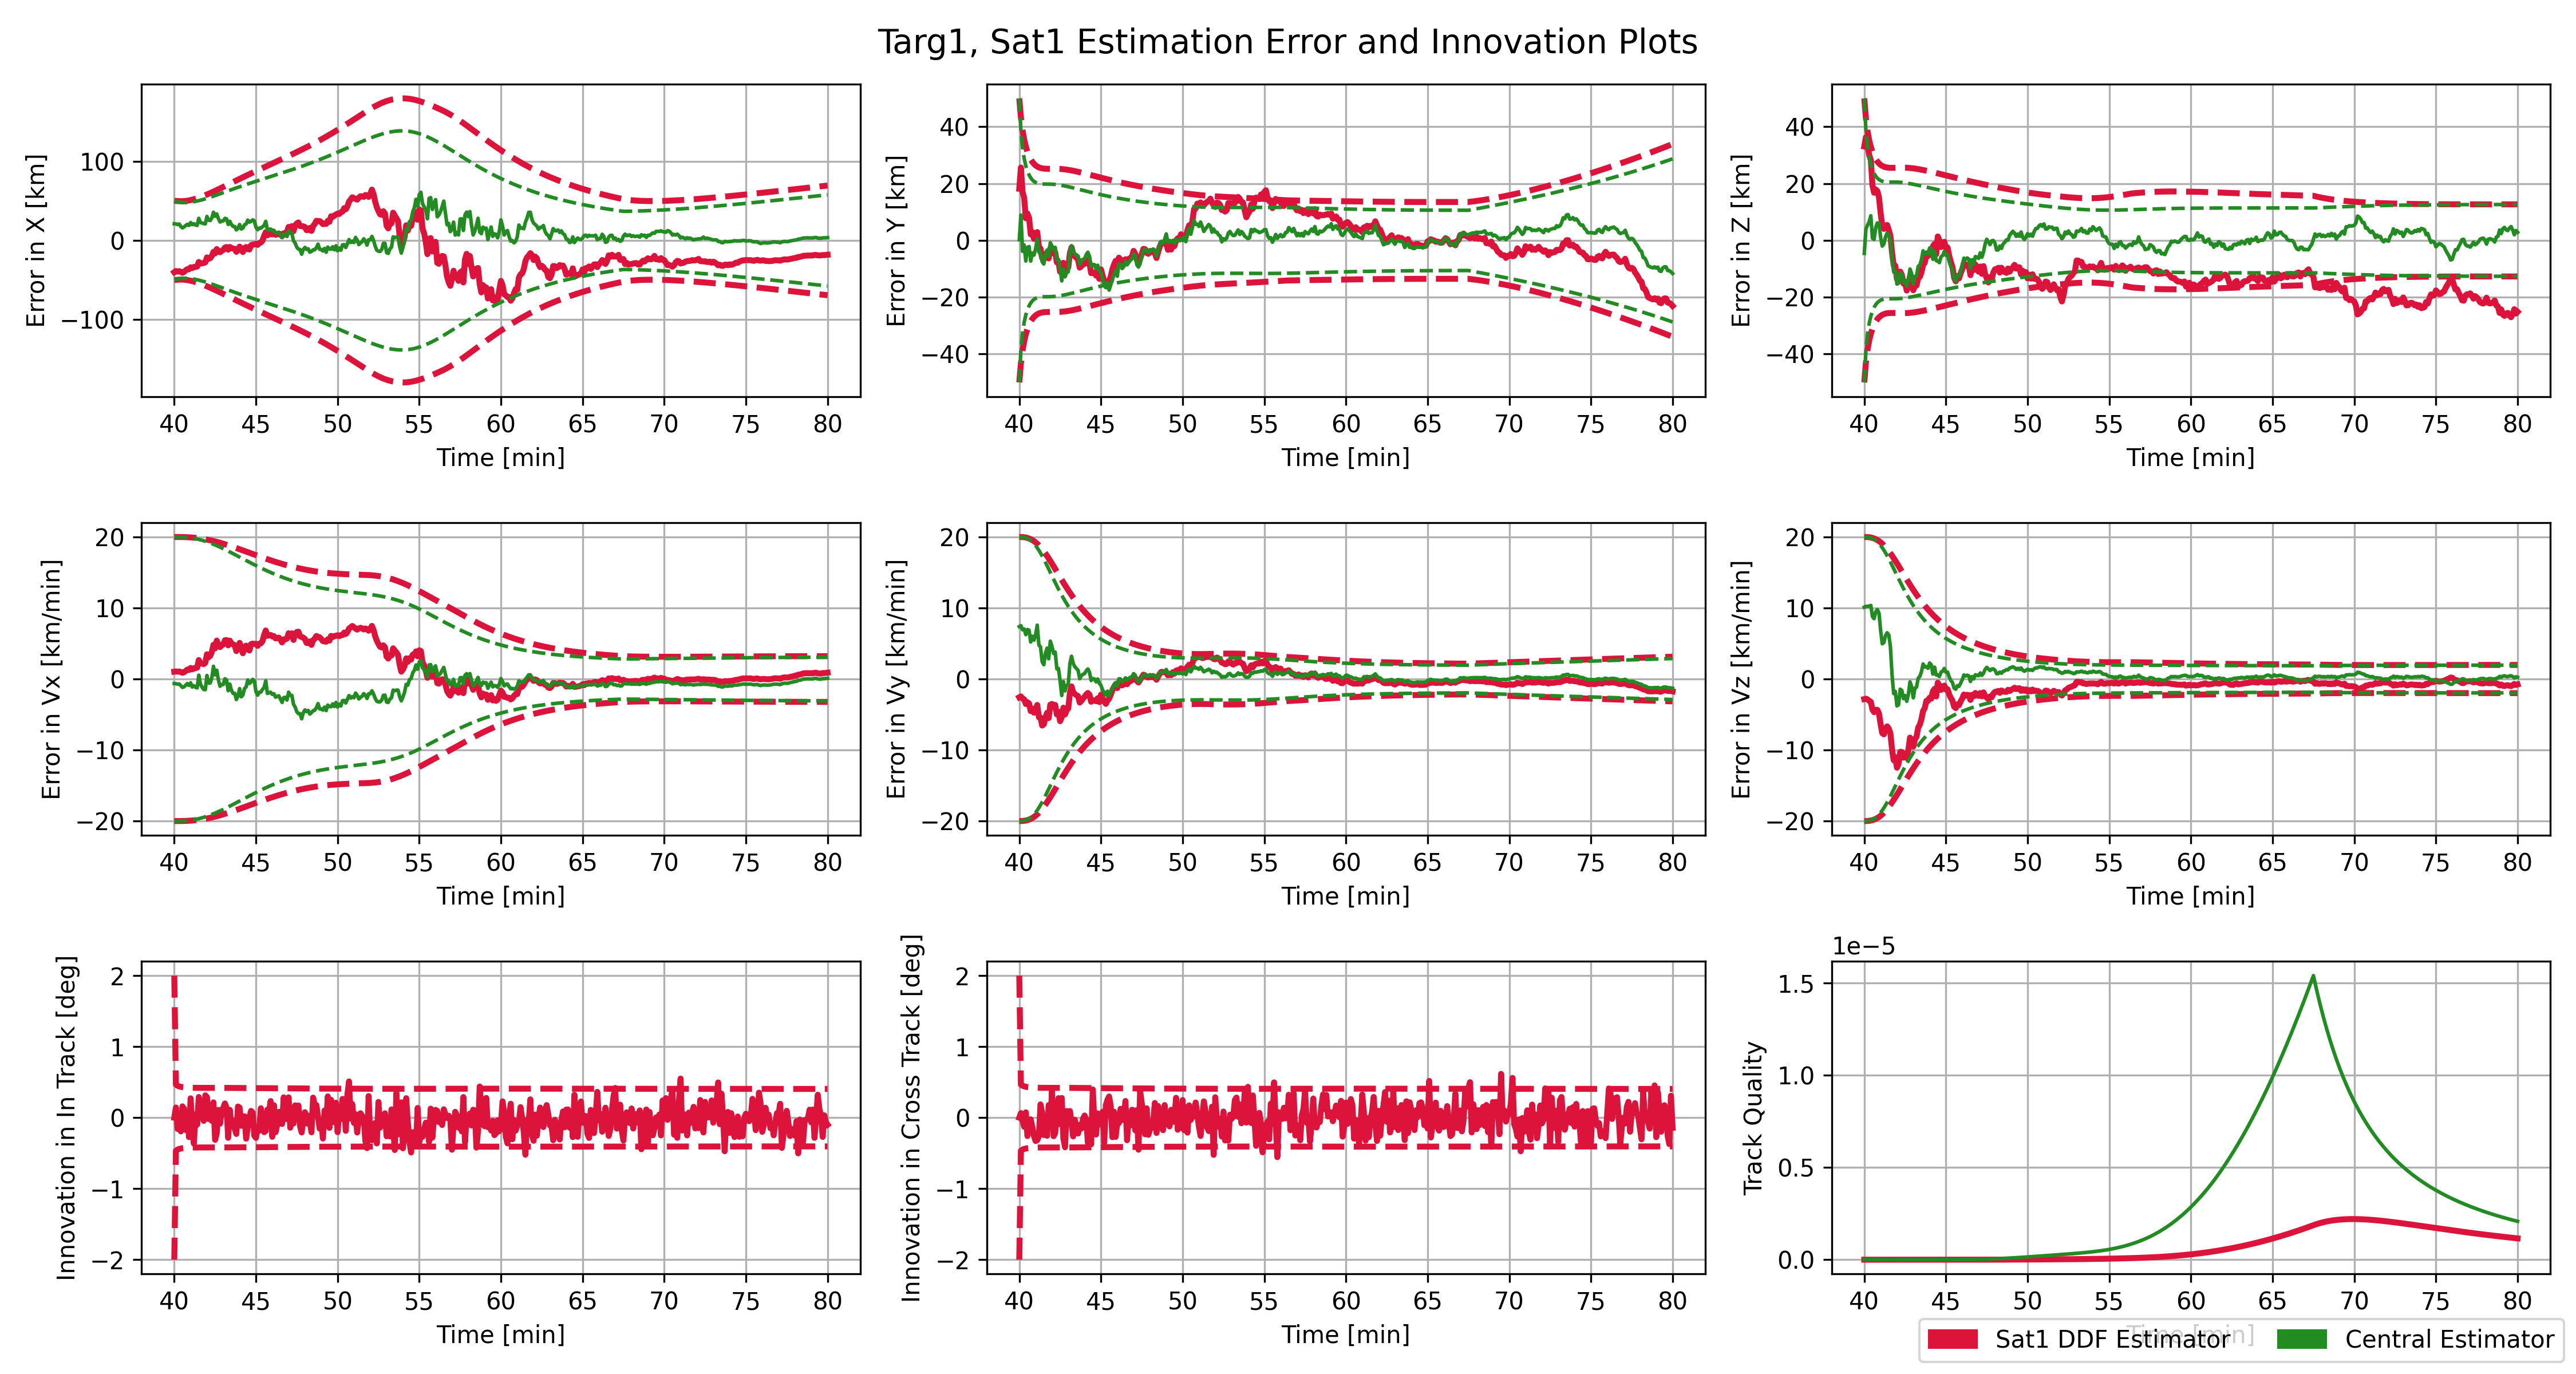 Targ1, Sat1 Estimation Error and Innovation Plots
Error in X [km]
100
0
−100
40 45 50 55 60 65 70 75 80
Time [min]
Error in Y [km]
40
20
0
−20
−40
40 45 50 55 60 65 70 75 80
Time [min]
Error in Z [km]
40
20
0
−20
−40
40 45 50 55 60 65 70 75 80
Time [min]
Error in Vx [km/min]
20
10
0
−10
−20
40 45 50 55 60 65 70 75 80
Time [min]
Error in Vy [km/min]
20
10
0
−10
−20
40 45 50 55 60 65 70 75 80
Time [min]
Error in Vz [km/min]
20
10
0
−10
−20
40 45 50 55 60 65 70 75 80
Time [min]
Innovation in In Track [deg]
2
1
0
−1
−2
40 45 50 55 60 65 70 75 80
Time [min]
Innovation in Cross Track [deg]
2
1
0
−1
−2
40 45 50 55 60 65 70 75 80
Time [min]
1e−5
Track Quality
1.5
1.0
0.5
0.0
40 45 50 55 60 65 70 75 80
Time [min]
Sat1 DDF Estimator
Central Estimator